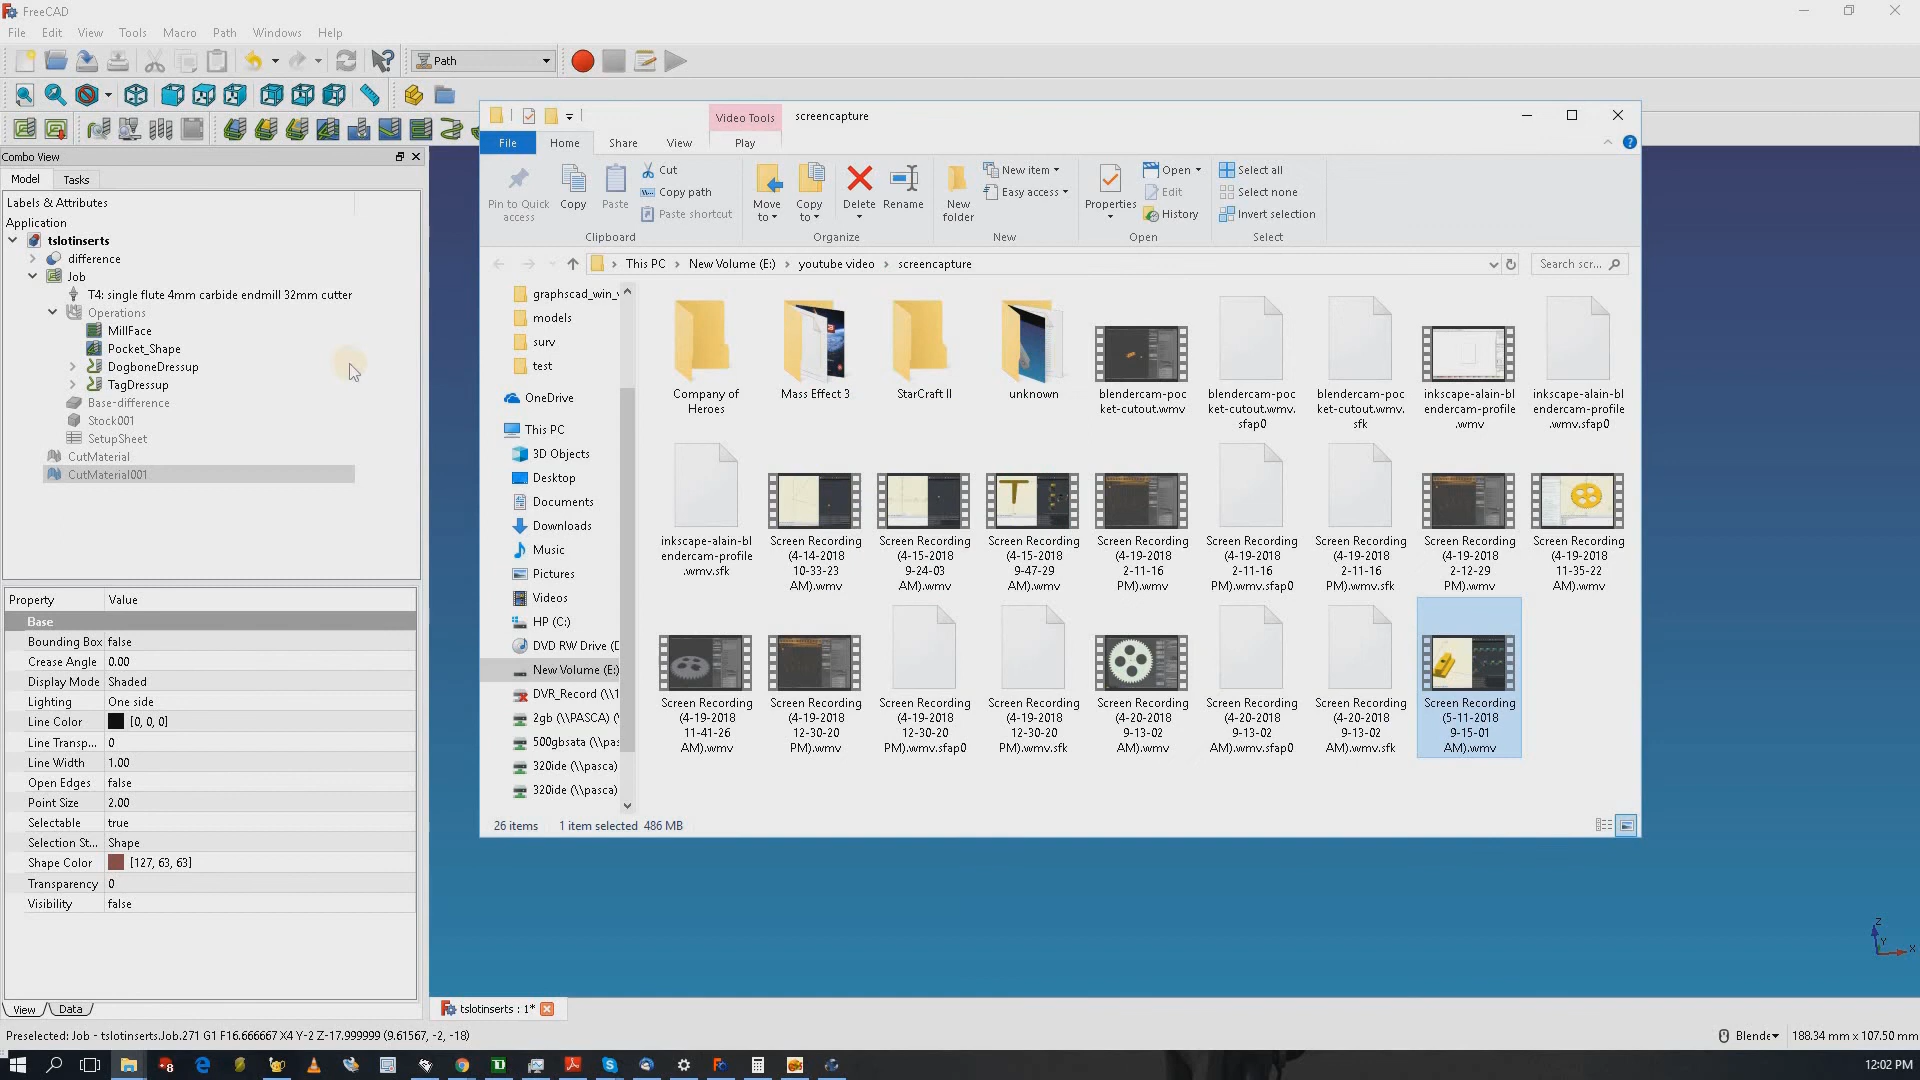 FreeCAD
File Edit View Tools Macro Path Windows Help
Path
Combo View
Model Tasks
Labels & Attributes
Application
tslotinserts
difference
Job
T4: single flute 4mm carbide endmill 32mm cutter
Operations
MillFace
Pocket_Shape
DogboneDressup
TagDressup
Base-difference
Stock001
SetupSheet
CutMaterial
CutMaterial001
Property Value
Base
Bounding Box false
Crease Angle 0.00
Display Mode Shaded
Lighting One side
Line Color [0, 0, 0]
Line Transp... 0
Line Width 1.00
Open Edges false
Point Size 2.00
Selectable true
Selection St... Shape
Shape Color [127, 63, 63]
Transparency 0
Visibility false
View Data
Video Tools screencapture
File Home Share View Play
Pin to Quick
access
Copy
Paste
Cut
Copy path
Paste shortcut
Clipboard
Move
to
Copy
to
Delete
Rename
Organize
New
folder
New item
Easy access
New
Properties
Open
Edit
History
Open
Select all
Select none
Invert selection
Select
This PC > New Volume (E:) > youtube video > screencapture
Search scr...
graphscad_win_v
models
surv
test
OneDrive
This PC
3D Objects
Desktop
Documents
Downloads
Music
Pictures
Videos
HP (C:)
DVD RW Drive (D
New Volume (E:)
DVR_Record (\\1
2gb (\\PASCA) (
500gbsata (\\pas
320ide (\\pasca)
320ide (\\pasca)
Company of
Heroes
Mass Effect 3
StarCraft II
unknown
blendercam-poc
ket-cutout.wmv
blendercam-poc
ket-cutout.wmv.
sfap0
blendercam-poc
ket-cutout.wmv.
sfk
inkscape-alain-bl
endercam-profile
.wmv
inkscape-alain-bl
endercam-profile
.wmv.sfap0
inkscape-alain-bl
endercam-profile
.wmv.sfk
Screen Recording
(4-14-2018
10-33-23
AM).wmv
Screen Recording
(4-15-2018
9-24-03
AM).wmv
Screen Recording
(4-15-2018
9-47-29
AM).wmv
Screen Recording
(4-19-2018
2-11-16
PM).wmv
Screen Recording
(4-19-2018
2-11-16
PM).wmv.sfap0
Screen Recording
(4-19-2018
2-11-16
PM).wmv.sfk
Screen Recording
(4-19-2018
2-12-29
PM).wmv
Screen Recording
(4-19-2018
11-35-22
AM).wmv
Screen Recording
(4-19-2018
11-41-26
AM).wmv
Screen Recording
(4-19-2018
12-30-20
PM).wmv
Screen Recording
(4-19-2018
12-30-20
PM).wmv.sfap0
Screen Recording
(4-19-2018
12-30-20
PM).wmv.sfk
Screen Recording
(4-20-2018
9-13-02
AM).wmv
Screen Recording
(4-20-2018
9-13-02
AM).wmv.sfap0
Screen Recording
(4-20-2018
9-13-02
AM).wmv.sfk
Screen Recording
(5-11-2018
9-15-01
AM).wmv
26 items 1 item selected 486 MB
Z
Y
X
tslotinserts : 1*
Preselected: Job - tslotinserts.Job.271 G1 F16.666667 X4 Y-2 Z-17.999999 (9.61567, -2, -18)
Blende 188.34 mm x 107.50 mm
12:02 PM